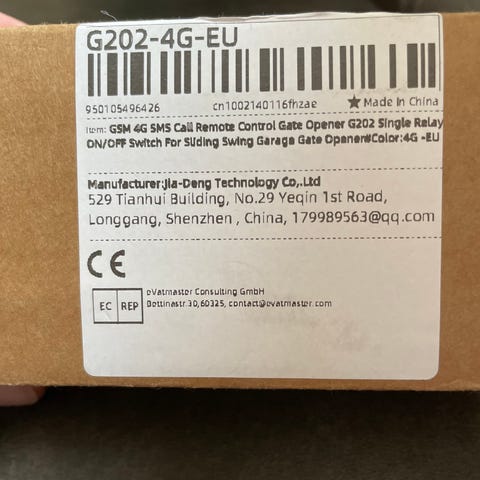 G202-4G-EU
950105496426 cn1002140116fhzae ★ Made In China
Item: GSM 4G SMS Call Remote Control Gate Opener G202 Single Relay
ON/OFF Switch For Sliding Swing Garage Gate Opener#Color:4G -EU
Manufacturer:Jia-Deng Technology Co,.Ltd
529 Tianhui Building, No.29 Yeqin 1st Road,
Longgang, Shenzhen , China, 179989563@qq.com
CE
EC REP
eVatmaster Consulting GmbH
Bettinastr.30,60325, contact@evatmaster.com